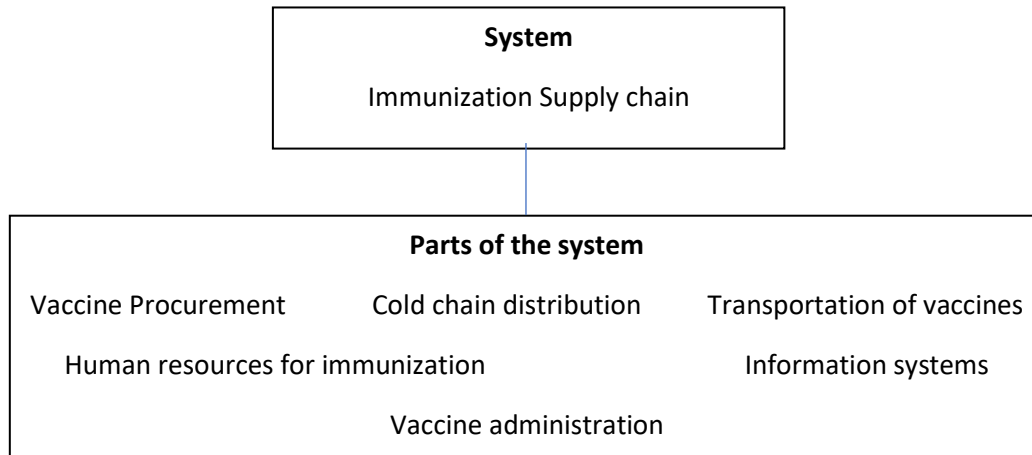 System
Immunization Supply chain
Parts of the system
Vaccine Procurement Cold chain distribution Transportation of vaccines
Human resources for immunization Information systems
Vaccine administration